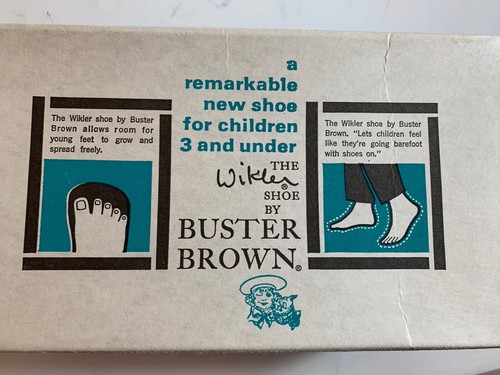 a
remarkable
new shoe
for children
3 and under
The Wikler shoe by Buster
Brown allows room for
young feet to grow and
spread freely.
THE
Wikler®
SHOE
BY
BUSTER
BROWN®
The Wikler shoe by Buster
Brown. "Lets children feel
like they're going barefoot
with shoes on."